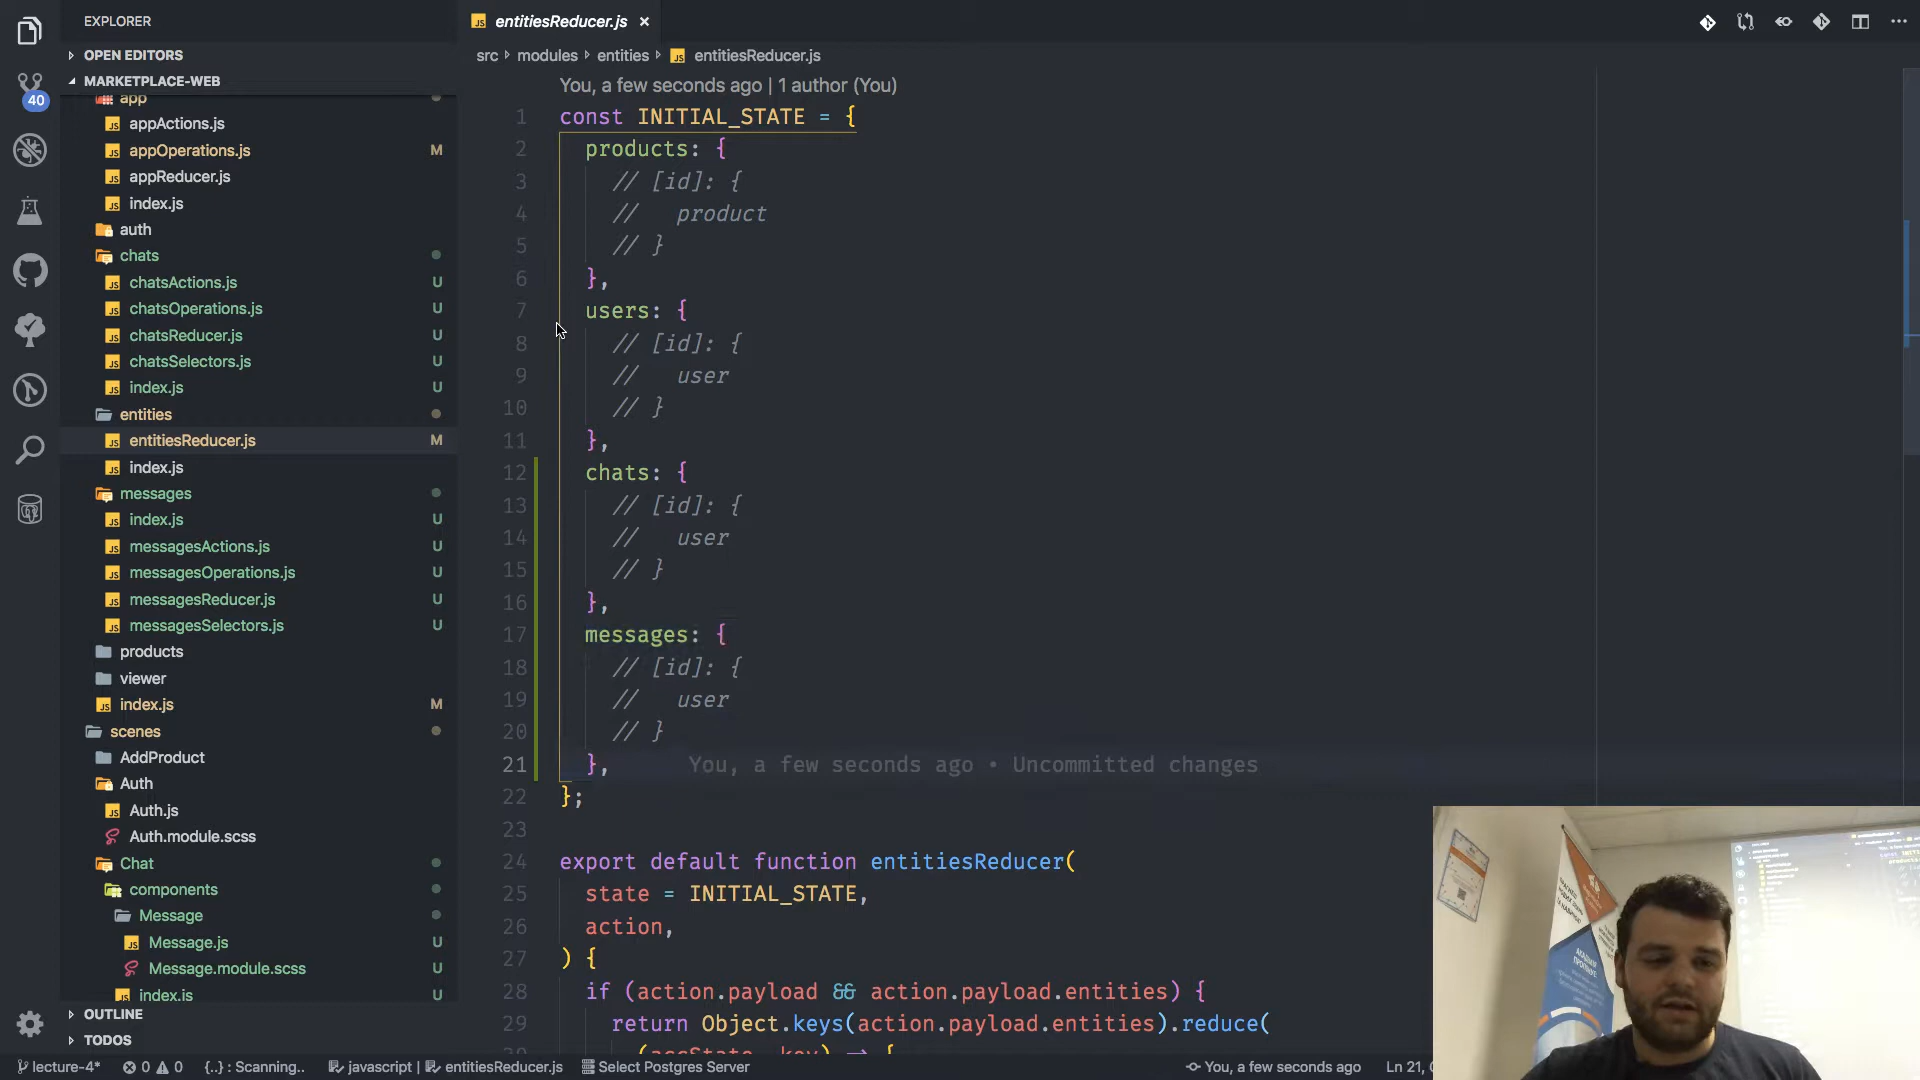 EXPLORER
OPEN EDITORS
MARKETPLACE-WEB
app
appActions.js
appOperations.js M
appReducer.js
index.js
auth
chats
chatsActions.js U
chatsOperations.js U
chatsReducer.js U
chatsSelectors.js U
index.js U
entities
entitiesReducer.js M
index.js
messages
index.js U
messagesActions.js U
messagesOperations.js U
messagesReducer.js U
messagesSelectors.js U
products
viewer
index.js M
scenes
AddProduct
Auth
Auth.js
Auth.module.scss
Chat
components
Message
Message.js U
Message.module.scss U
index.js U
OUTLINE
TODOS
40
entitiesReducer.js ×
src › modules › entities › JS entitiesReducer.js
You, a few seconds ago | 1 author (You)
1 const INITIAL_STATE = {
2 products: {
3 // [id]: {
4 // product
5 // }
6 },
7 users: {
8 // [id]: {
9 // user
10 // }
11 },
12 chats: {
13 // [id]: {
14 // user
15 // }
16 },
17 messages: {
18 // [id]: {
19 // user
20 // }
21 }, You, a few seconds ago • Uncommitted changes
22 };
23
24 export default function entitiesReducer(
25 state = INITIAL_STATE,
26 action,
27 ) {
28 if (action.payload && action.payload.entities) {
29 return Object.keys(action.payload.entities).reduce(
30 (accState, key) => {
lecture-4* 0 0 {..} : Scanning.. javascript | entitiesReducer.js Select Postgres Server You, a few seconds ago Ln 21,